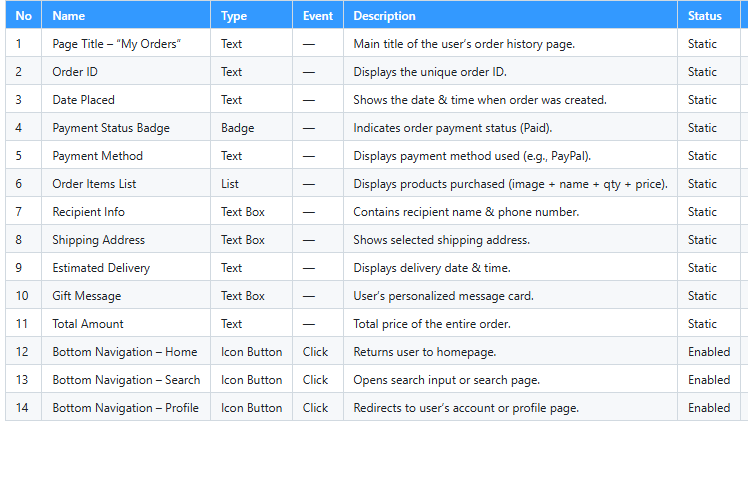 No Name Type Event Description Status
1 Page Title – “My Orders” Text — Main title of the user’s order history page. Static
2 Order ID Text — Displays the unique order ID. Static
3 Date Placed Text — Shows the date & time when order was created. Static
4 Payment Status Badge Badge — Indicates order payment status (Paid). Static
5 Payment Method Text — Displays payment method used (e.g., PayPal). Static
6 Order Items List List — Displays products purchased (image + name + qty + price). Static
7 Recipient Info Text Box — Contains recipient name & phone number. Static
8 Shipping Address Text Box — Shows selected shipping address. Static
9 Estimated Delivery Text — Displays delivery date & time. Static
10 Gift Message Text Box — User’s personalized message card. Static
11 Total Amount Text — Total price of the entire order. Static
12 Bottom Navigation – Home Icon Button Click Returns user to homepage. Enabled
13 Bottom Navigation – Search Icon Button Click Opens search input or search page. Enabled
14 Bottom Navigation – Profile Icon Button Click Redirects to user’s account or profile page. Enabled